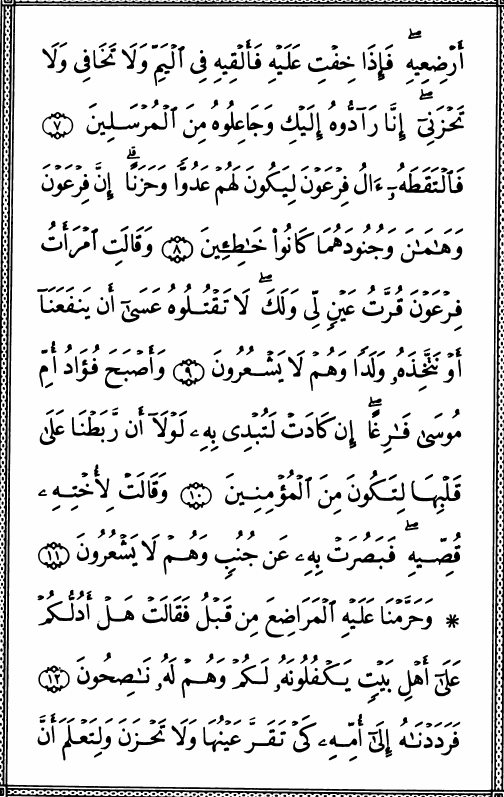 أَرْضِعِيهِ ۖ فَإِذَا خِفْتِ عَلَيْهِ فَأَلْقِيهِ فِى ٱلْيَمِّ وَلَا تَخَافِى وَلَا
تَحْزَنِىٓ ۖ إِنَّا رَآدُّوهُ إِلَيْكِ وَجَاعِلُوهُ مِنَ ٱلْمُرْسَلِينَ ٧
فَٱلْتَقَطَهُۥٓ ءَالُ فِرْعَوْنَ لِيَكُونَ لَهُمْ عَدُوًّا وَحَزَنًا ۗ إِنَّ فِرْعَوْنَ
وَهَٰمَٰنَ وَجُنُودَهُمَا كَانُوا۟ خَٰطِـِٔينَ ٨ وَقَالَتِ ٱمْرَأَتُ
فِرْعَوْنَ قُرَّتُ عَيْنٍ لِّى وَلَكَ ۖ لَا تَقْتُلُوهُ عَسَىٰٓ أَن يَنفَعَنَآ
أَوْ نَتَّخِذَهُۥ وَلَدًا وَهُمْ لَا يَشْعُرُونَ ٩ وَأَصْبَحَ فُؤَادُ أُمِّ
مُوسَىٰ فَٰرِغًا ۖ إِن كَادَتْ لَتُبْدِى بِهِۦ لَوْلَآ أَن رَّبَطْنَا عَلَىٰ
قَلْبِهَا لِتَكُونَ مِنَ ٱلْمُؤْمِنِينَ ١٠ وَقَالَتْ لِأُخْتِهِۦ
قُصِّيهِ ۖ فَبَصُرَتْ بِهِۦ عَن جُنُبٍ وَهُمْ لَا يَشْعُرُونَ ١١
* وَحَرَّمْنَا عَلَيْهِ ٱلْمَرَاضِعَ مِن قَبْلُ فَقَالَتْ هَلْ أَدُلُّكُمْ
عَلَىٰٓ أَهْلِ بَيْتٍ يَكْفُلُونَهُۥ لَكُمْ وَهُمْ لَهُۥ نَٰصِحُونَ ١٢
فَرَدَدْنَٰهُ إِلَىٰٓ أُمِّهِۦ كَىْ تَقَرَّ عَيْنُهَا وَلَا تَحْزَنَ وَلِتَعْلَمَ أَنَّ